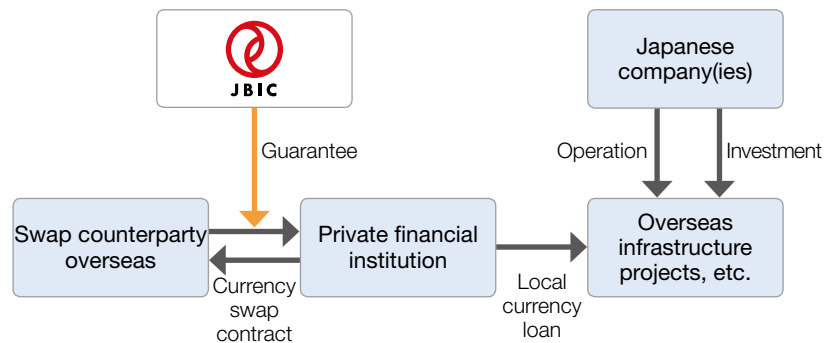 JBIC
Japanese
company(ies)
Guarantee
Operation
Investment
Swap counterparty
overseas
Private financial
institution
Overseas
infrastructure
projects, etc.
Currency
swap
contract
Local
currency
loan